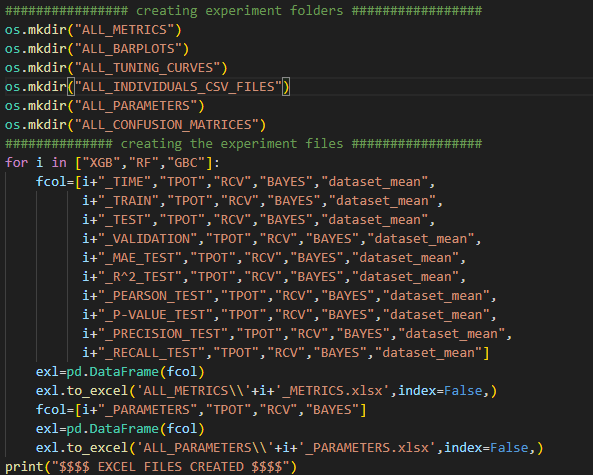 ################ creating experiment folders #################
os.mkdir("ALL_METRICS")
os.mkdir("ALL_BARPLOTS")
os.mkdir("ALL_TUNING_CURVES")
os.mkdir("ALL_INDIVIDUALS_CSV_FILES")
os.mkdir("ALL_PARAMETERS")
os.mkdir("ALL_CONFUSION_MATRICES")
############## creating the experiment files #################
for i in ["XGB","RF","GBC"]:
    fcol=[i+"_TIME","TPOT","RCV","BAYES","dataset_mean",
          i+"_TRAIN","TPOT","RCV","BAYES","dataset_mean",
          i+"_TEST","TPOT","RCV","BAYES","dataset_mean",
          i+"_VALIDATION","TPOT","RCV","BAYES","dataset_mean",
          i+"_MAE_TEST","TPOT","RCV","BAYES","dataset_mean",
          i+"_R^2_TEST","TPOT","RCV","BAYES","dataset_mean",
          i+"_PEARSON_TEST","TPOT","RCV","BAYES","dataset_mean",
          i+"_P-VALUE_TEST","TPOT","RCV","BAYES","dataset_mean",
          i+"_PRECISION_TEST","TPOT","RCV","BAYES","dataset_mean",
          i+"_RECALL_TEST","TPOT","RCV","BAYES","dataset_mean"]
    exl=pd.DataFrame(fcol)
    exl.to_excel('ALL_METRICS\\'+i+'_METRICS.xlsx',index=False,)
    fcol=[i+"_PARAMETERS","TPOT","RCV","BAYES"]
    exl=pd.DataFrame(fcol)
    exl.to_excel('ALL_PARAMETERS\\'+i+'_PARAMETERS.xlsx',index=False,)
print("$$$$ EXCEL FILES CREATED $$$$")